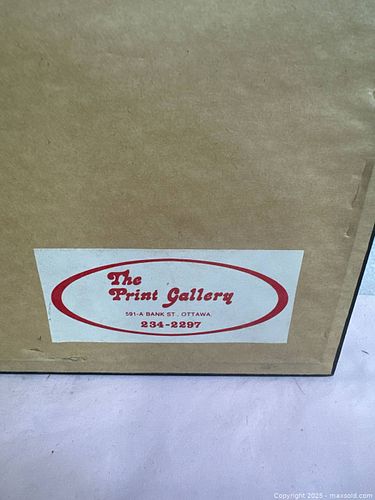 The
Print Gallery
591-A BANK ST. OTTAWA
234-2297
Copyright 2025 - maxsold.com